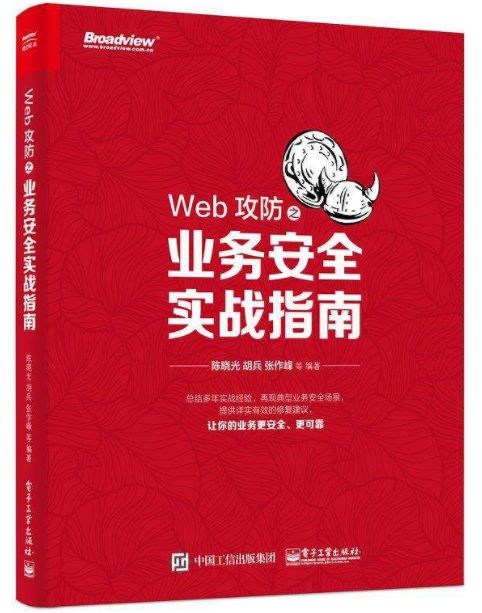 Broadview®
www.broadview.com.cn
Web 攻防之
业务安全
实战指南
陈晓光 胡兵 张作峰 等 编著
总结多年实战经验，再现典型业务安全场景，
提供详实有效的修复建议，
让你的业务更安全、更可靠
中国工信出版集团
电子工业出版社
Web 攻防之业务安全实战指南
陈晓光 胡兵 张作峰 等 编著
电子工业出版社